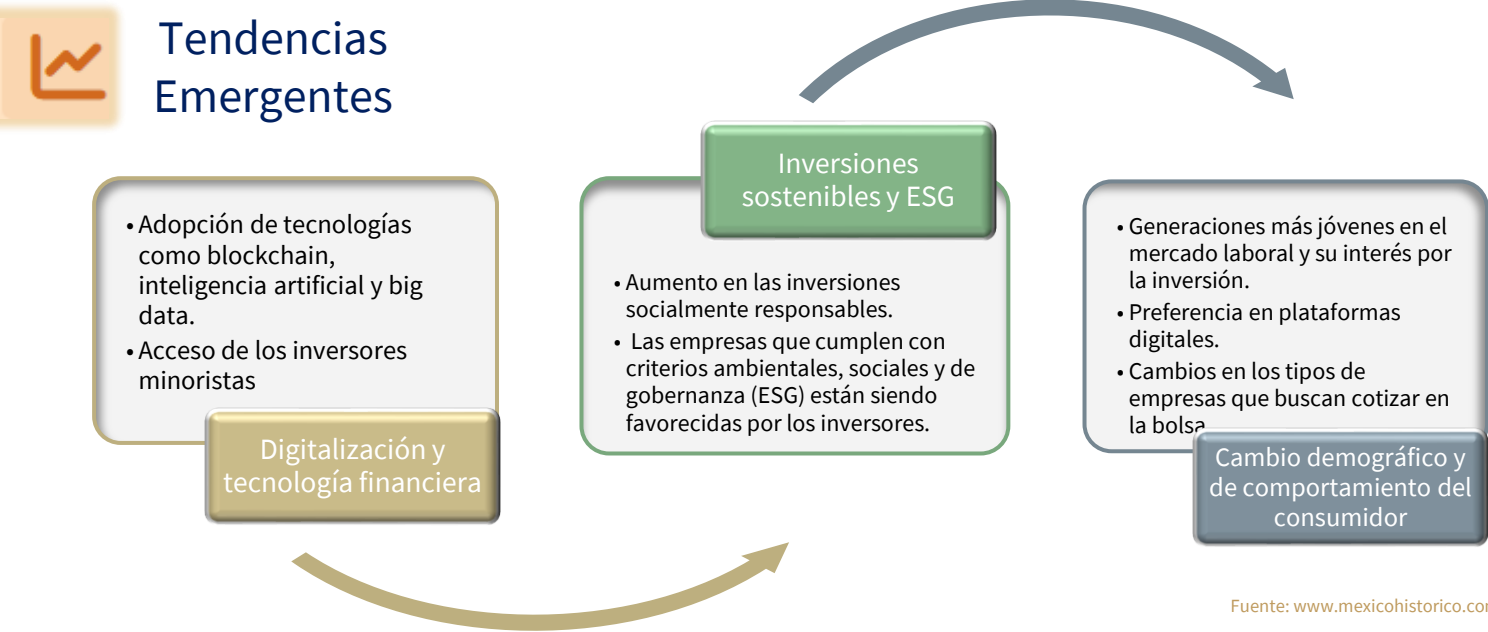 Tendencias
Emergentes
• Adopción de tecnologías
como blockchain,
inteligencia artificial y big
data.
• Acceso de los inversores
minoristas
Digitalización y
tecnología financiera
Inversiones
sostenibles y ESG
• Aumento en las inversiones
socialmente responsables.
• Las empresas que cumplen con
criterios ambientales, sociales y de
gobernanza (ESG) están siendo
favorecidas por los inversores.
• Generaciones más jóvenes en el
mercado laboral y su interés por
la inversión.
• Preferencia en plataformas
digitales.
• Cambios en los tipos de
empresas que buscan cotizar en
la bolsa
Cambio demográfico y
de comportamiento del
consumidor
Fuente: www.mexicohistorico.com